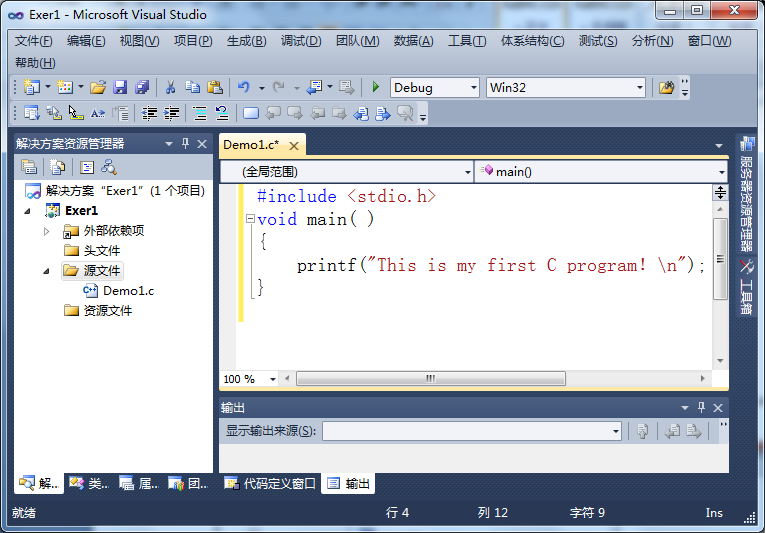 Exer1 - Microsoft Visual Studio
文件(F) 编辑(E) 视图(V) 项目(P) 生成(B) 调试(D) 团队(M) 数据(A) 工具(T) 体系结构(C) 测试(S) 分析(N) 窗口(W)
帮助(H)
Debug Win32
解决方案资源管理器
解决方案“Exer1”(1 个项目)
Exer1
外部依赖项
头文件
源文件
Demo1.c
资源文件
Demo1.c*
(全局范围) main()
#include <stdio.h>
void main( )
{
printf("This is my first C program! \n");
}
100 %
服务器资源管理器
工具箱
输出
显示输出来源(S):
解... 类... 属... 团... 代码定义窗口 输出
就绪 行 4 列 12 字符 9 Ins